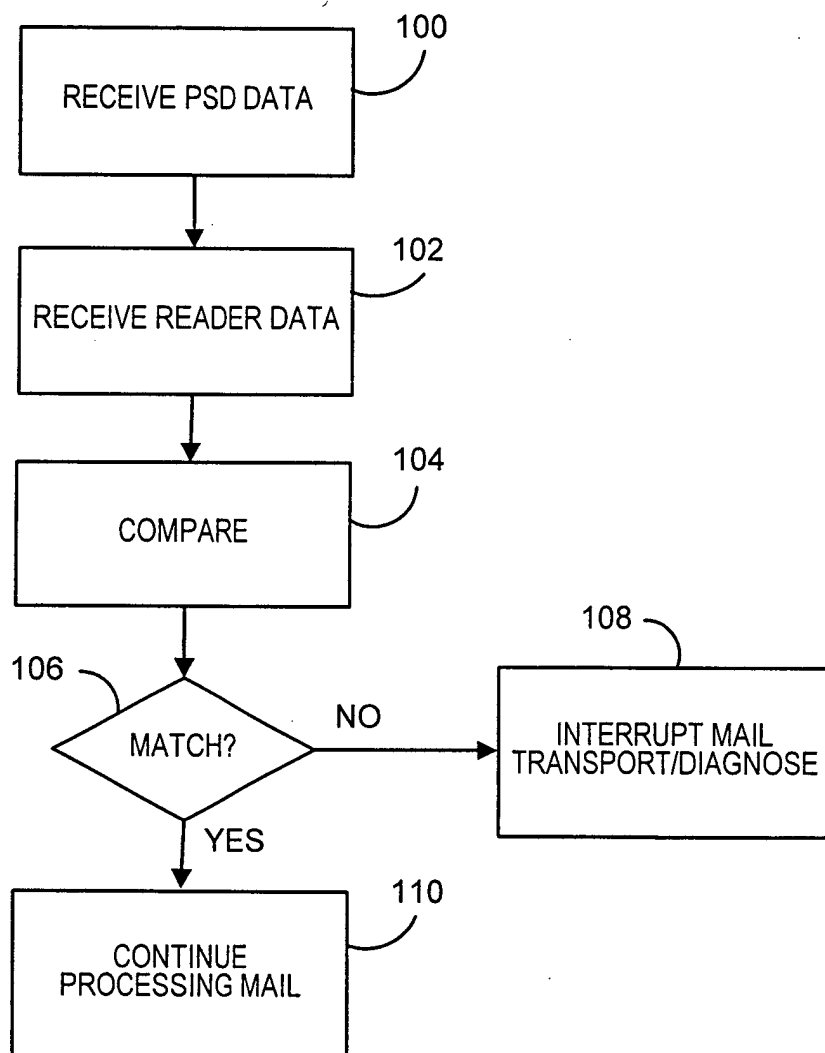 100
RECEIVE PSD DATA
102
RECEIVE READER DATA
104
COMPARE
106
MATCH?
NO
108
INTERRUPT MAIL
TRANSPORT/DIAGNOSE
YES
110
CONTINUE
PROCESSING MAIL